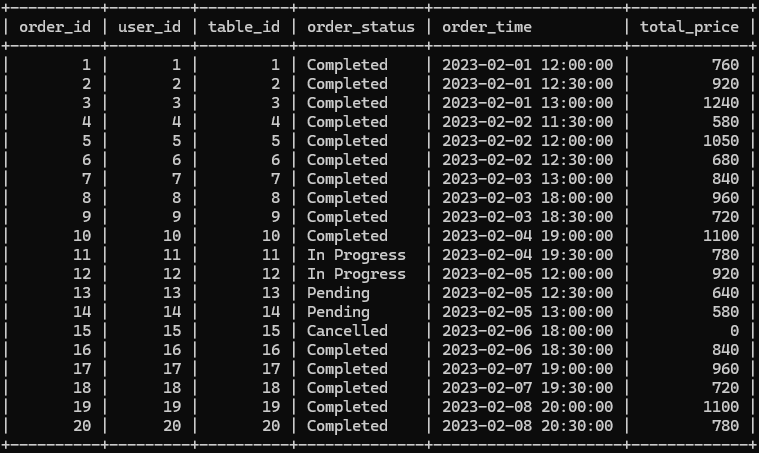 +----------+---------+----------+--------------+---------------------+-------------+
| order_id | user_id | table_id | order_status | order_time          | total_price |
+----------+---------+----------+--------------+---------------------+-------------+
|        1 |       1 |        1 | Completed    | 2023-02-01 12:00:00 |         760 |
|        2 |       2 |        2 | Completed    | 2023-02-01 12:30:00 |         920 |
|        3 |       3 |        3 | Completed    | 2023-02-01 13:00:00 |        1240 |
|        4 |       4 |        4 | Completed    | 2023-02-02 11:30:00 |         580 |
|        5 |       5 |        5 | Completed    | 2023-02-02 12:00:00 |        1050 |
|        6 |       6 |        6 | Completed    | 2023-02-02 12:30:00 |         680 |
|        7 |       7 |        7 | Completed    | 2023-02-03 13:00:00 |         840 |
|        8 |       8 |        8 | Completed    | 2023-02-03 18:00:00 |         960 |
|        9 |       9 |        9 | Completed    | 2023-02-03 18:30:00 |         720 |
|       10 |      10 |       10 | Completed    | 2023-02-04 19:00:00 |        1100 |
|       11 |      11 |       11 | In Progress  | 2023-02-04 19:30:00 |         780 |
|       12 |      12 |       12 | In Progress  | 2023-02-05 12:00:00 |         920 |
|       13 |      13 |       13 | Pending      | 2023-02-05 12:30:00 |         640 |
|       14 |      14 |       14 | Pending      | 2023-02-05 13:00:00 |         580 |
|       15 |      15 |       15 | Cancelled    | 2023-02-06 18:00:00 |           0 |
|       16 |      16 |       16 | Completed    | 2023-02-06 18:30:00 |         840 |
|       17 |      17 |       17 | Completed    | 2023-02-07 19:00:00 |         960 |
|       18 |      18 |       18 | Completed    | 2023-02-07 19:30:00 |         720 |
|       19 |      19 |       19 | Completed    | 2023-02-08 20:00:00 |        1100 |
|       20 |      20 |       20 | Completed    | 2023-02-08 20:30:00 |         780 |
+----------+---------+----------+--------------+---------------------+-------------+